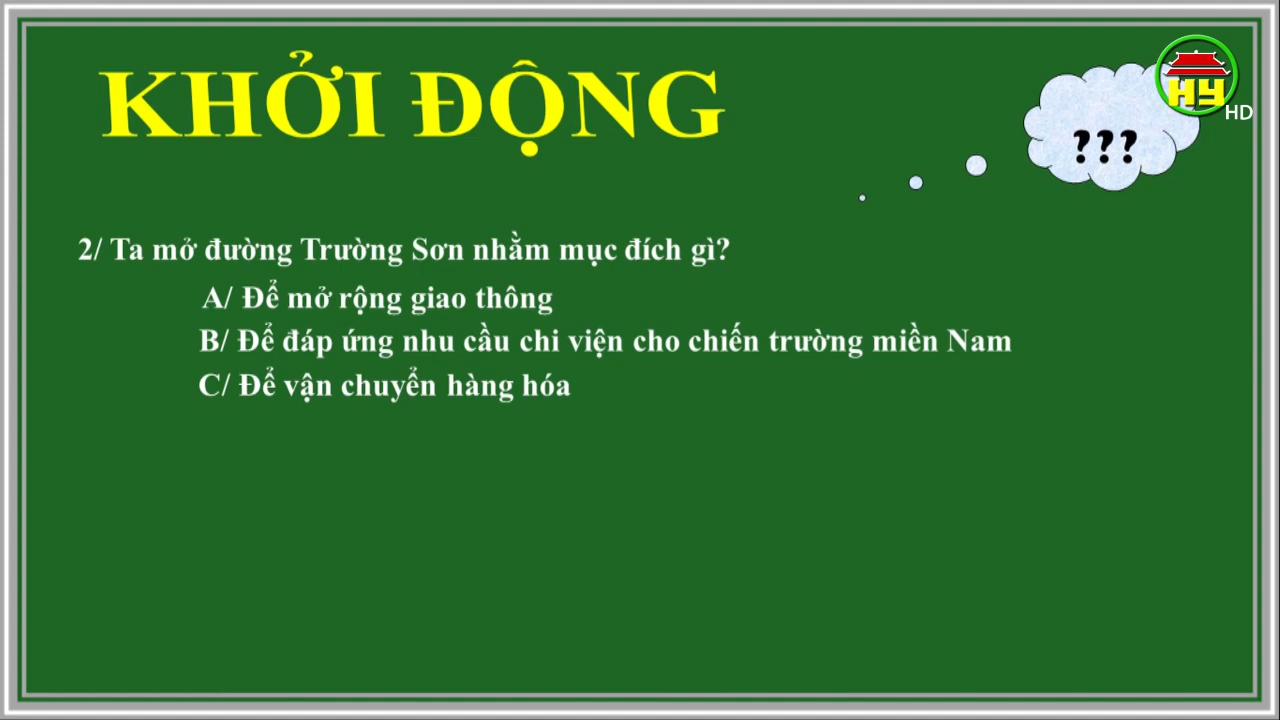 KHỞI ĐỘNG
HY
HD
???
2/ Ta mở đường Trường Sơn nhằm mục đích gì?
A/ Để mở rộng giao thông
B/ Để đáp ứng nhu cầu chi viện cho chiến trường miền Nam
C/ Để vận chuyển hàng hóa